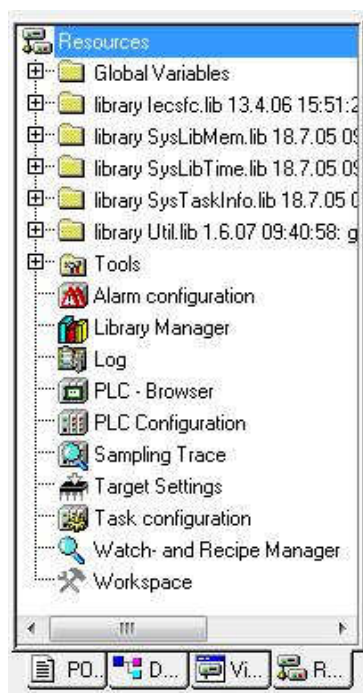 Resources
Global Variables
library Iecsfc.lib 13.4.06 15:51:2
library SysLibMem.lib 18.7.05 0
library SysLibTime.lib 18.7.05 0
library SysTaskInfo.lib 18.7.05 0
library Util.lib 1.6.07 09:40:58: g
Tools
Alarm configuration
Library Manager
Log
PLC - Browser
PLC Configuration
Sampling Trace
Target Settings
Task configuration
Watch- and Recipe Manager
Workspace
PO.. D... Vi... R...